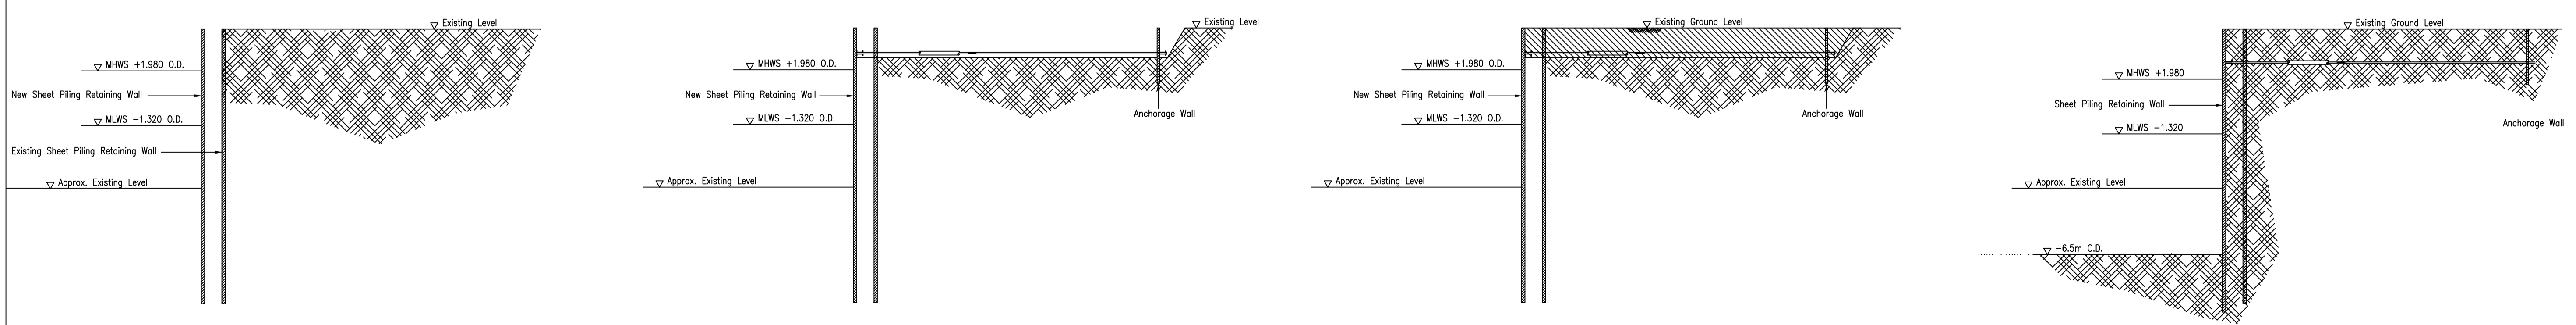 Existing Level
MHWS +1.980 O.D.
New Sheet Piling Retaining Wall
MLWS -1.320 O.D.
Existing Sheet Piling Retaining Wall
Approx. Existing Level
Existing Level
MHWS +1.980 O.D.
New Sheet Piling Retaining Wall
Anchorage Wall
MLWS -1.320 O.D.
Approx. Existing Level
Existing Ground Level
MHWS +1.980 O.D.
New Sheet Piling Retaining Wall
Anchorage Wall
MLWS -1.320 O.D.
Approx. Existing Level
Existing Ground Level
MHWS +1.980
Sheet Piling Retaining Wall
Anchorage Wall
MLWS -1.320
Approx. Existing Level
-6.5m C.D.